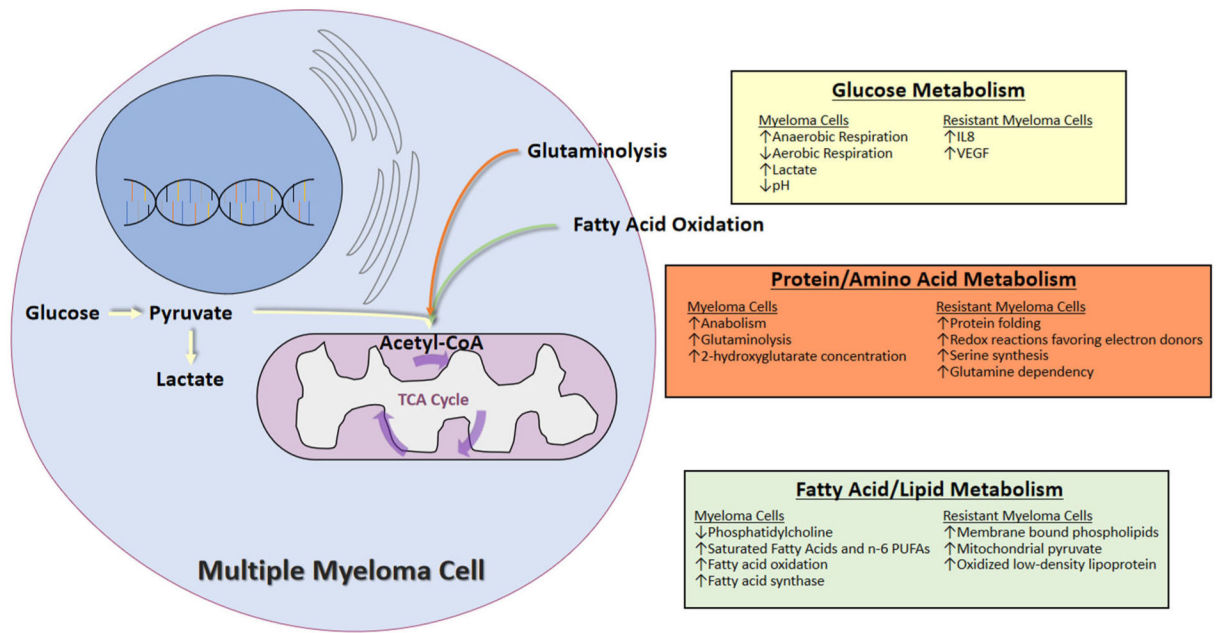 Glutaminolysis
Fatty Acid Oxidation
Glucose
Pyruvate
Lactate
Acetyl-CoA
TCA Cycle
Multiple Myeloma Cell
Glucose Metabolism
Myeloma Cells
↑Anaerobic Respiration
↓Aerobic Respiration
↑Lactate
↓pH
Resistant Myeloma Cells
↑IL8
↑VEGF
Protein/Amino Acid Metabolism
Myeloma Cells
↑Anabolism
↑Glutaminolysis
↑2-hydroxyglutarate concentration
Resistant Myeloma Cells
↑Protein folding
↑Redox reactions favoring electron donors
↑Serine synthesis
↑Glutamine dependency
Fatty Acid/Lipid Metabolism
Myeloma Cells
↓Phosphatidylcholine
↑Saturated Fatty Acids and n-6 PUFAs
↑Fatty acid oxidation
↑Fatty acid synthase
Resistant Myeloma Cells
↑Membrane bound phospholipids
↑Mitochondrial pyruvate
↑Oxidized low-density lipoprotein